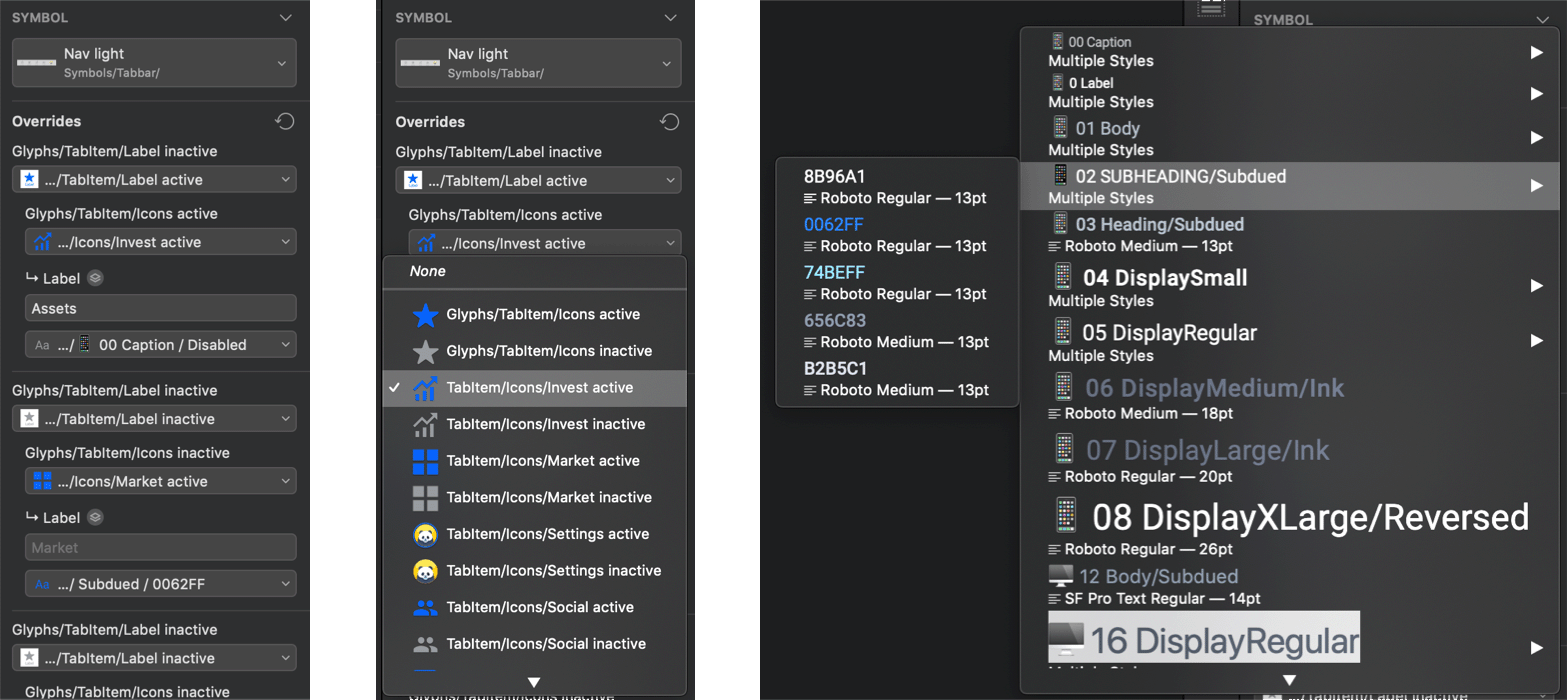 SYMBOL
Nav light
Symbols/Tabbar/
Overrides
Glyphs/TabItem/Label inactive
.../TabItem/Label active
Glyphs/TabItem/Icons active
.../Icons/Invest active
↳ Label
Assets
Aa .../📱 00 Caption / Disabled
Glyphs/TabItem/Label inactive
.../TabItem/Label inactive
Glyphs/TabItem/Icons inactive
.../Icons/Market active
↳ Label
Market
Aa .../ Subdued / 0062FF
Glyphs/TabItem/Label inactive
.../TabItem/Label inactive
Glyphs/TabItem/Icons inactive
SYMBOL
Nav light
Symbols/Tabbar/
Overrides
Glyphs/TabItem/Label inactive
.../TabItem/Label active
Glyphs/TabItem/Icons active
.../Icons/Invest active
None
Glyphs/TabItem/Icons active
Glyphs/TabItem/Icons inactive
✓ TabItem/Icons/Invest active
TabItem/Icons/Invest inactive
TabItem/Icons/Market active
TabItem/Icons/Market inactive
TabItem/Icons/Settings active
TabItem/Icons/Settings inactive
TabItem/Icons/Social active
TabItem/Icons/Social inactive
SYMBOL
8B96A1
Roboto Regular — 13pt
0062FF
Roboto Regular — 13pt
74BEFF
Roboto Regular — 13pt
656C83
Roboto Medium — 13pt
B2B5C1
Roboto Medium — 13pt
📱 00 Caption
Multiple Styles
📱 0 Label
Multiple Styles
📱 01 Body
Multiple Styles
📱 02 SUBHEADING/Subdued
Multiple Styles
📱 03 Heading/Subdued
Roboto Medium — 13pt
📱 04 DisplaySmall
Multiple Styles
📱 05 DisplayRegular
Multiple Styles
📱 06 DisplayMedium/Ink
Roboto Medium — 18pt
📱 07 DisplayLarge/Ink
Roboto Regular — 20pt
📱 08 DisplayXLarge/Reversed
Roboto Regular — 26pt
🖥 12 Body/Subdued
SF Pro Text Regular — 14pt
🖥 16 DisplayRegular